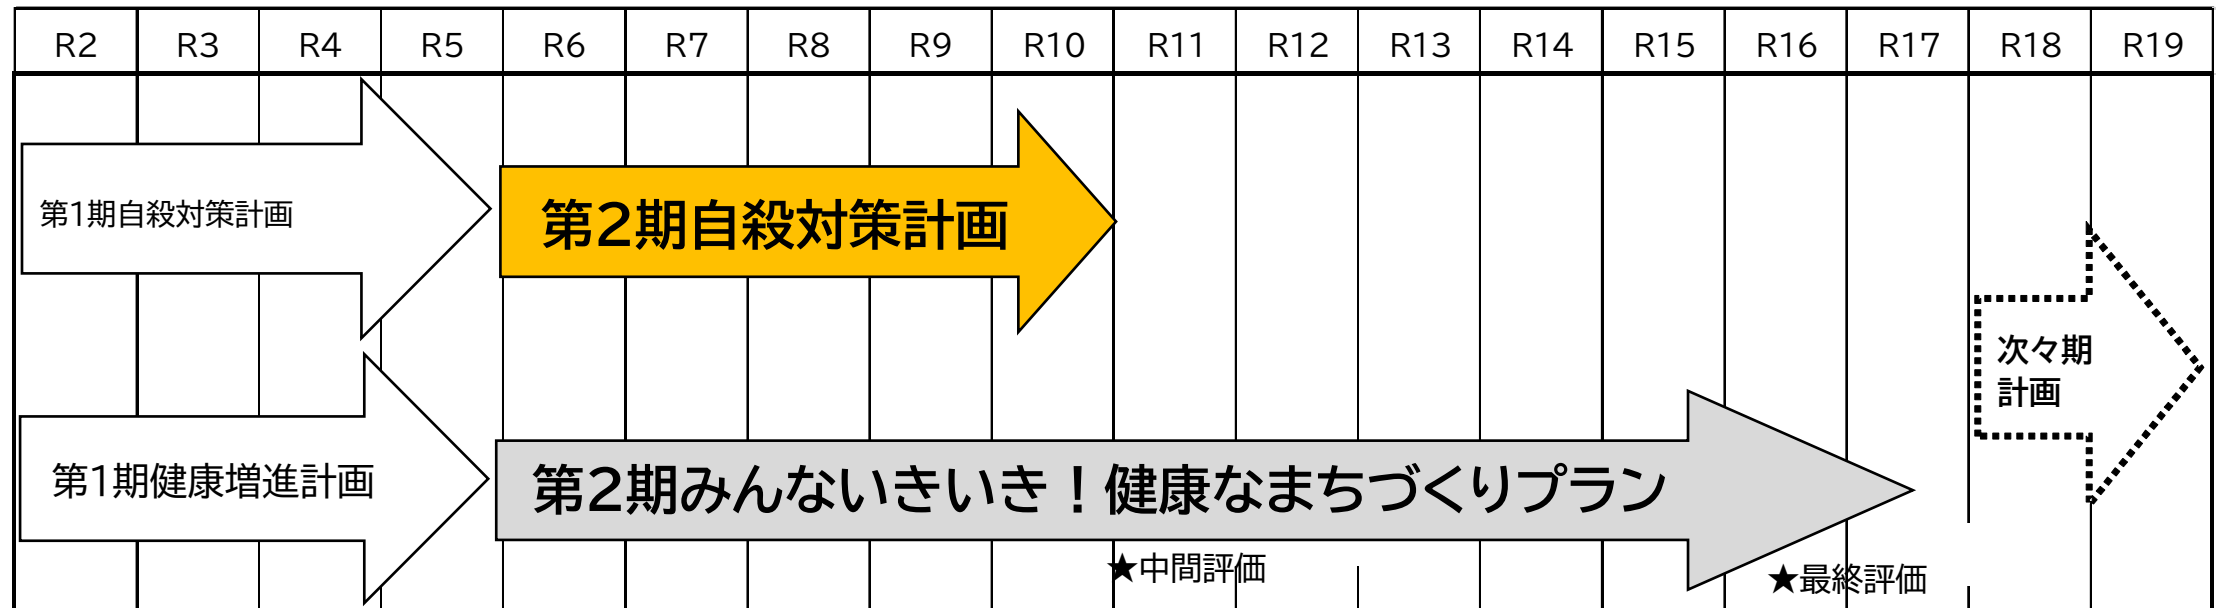 R2 R3 R4 R5 R6 R7 R8 R9 R10 R11 R12 R13 R14 R15 R16 R17 R18 R19
第1期自殺対策計画
第2期自殺対策計画
次々期
計画
第1期健康増進計画
第2期みんないきいき！健康なまちづくりプラン
★中間評価
★最終評価